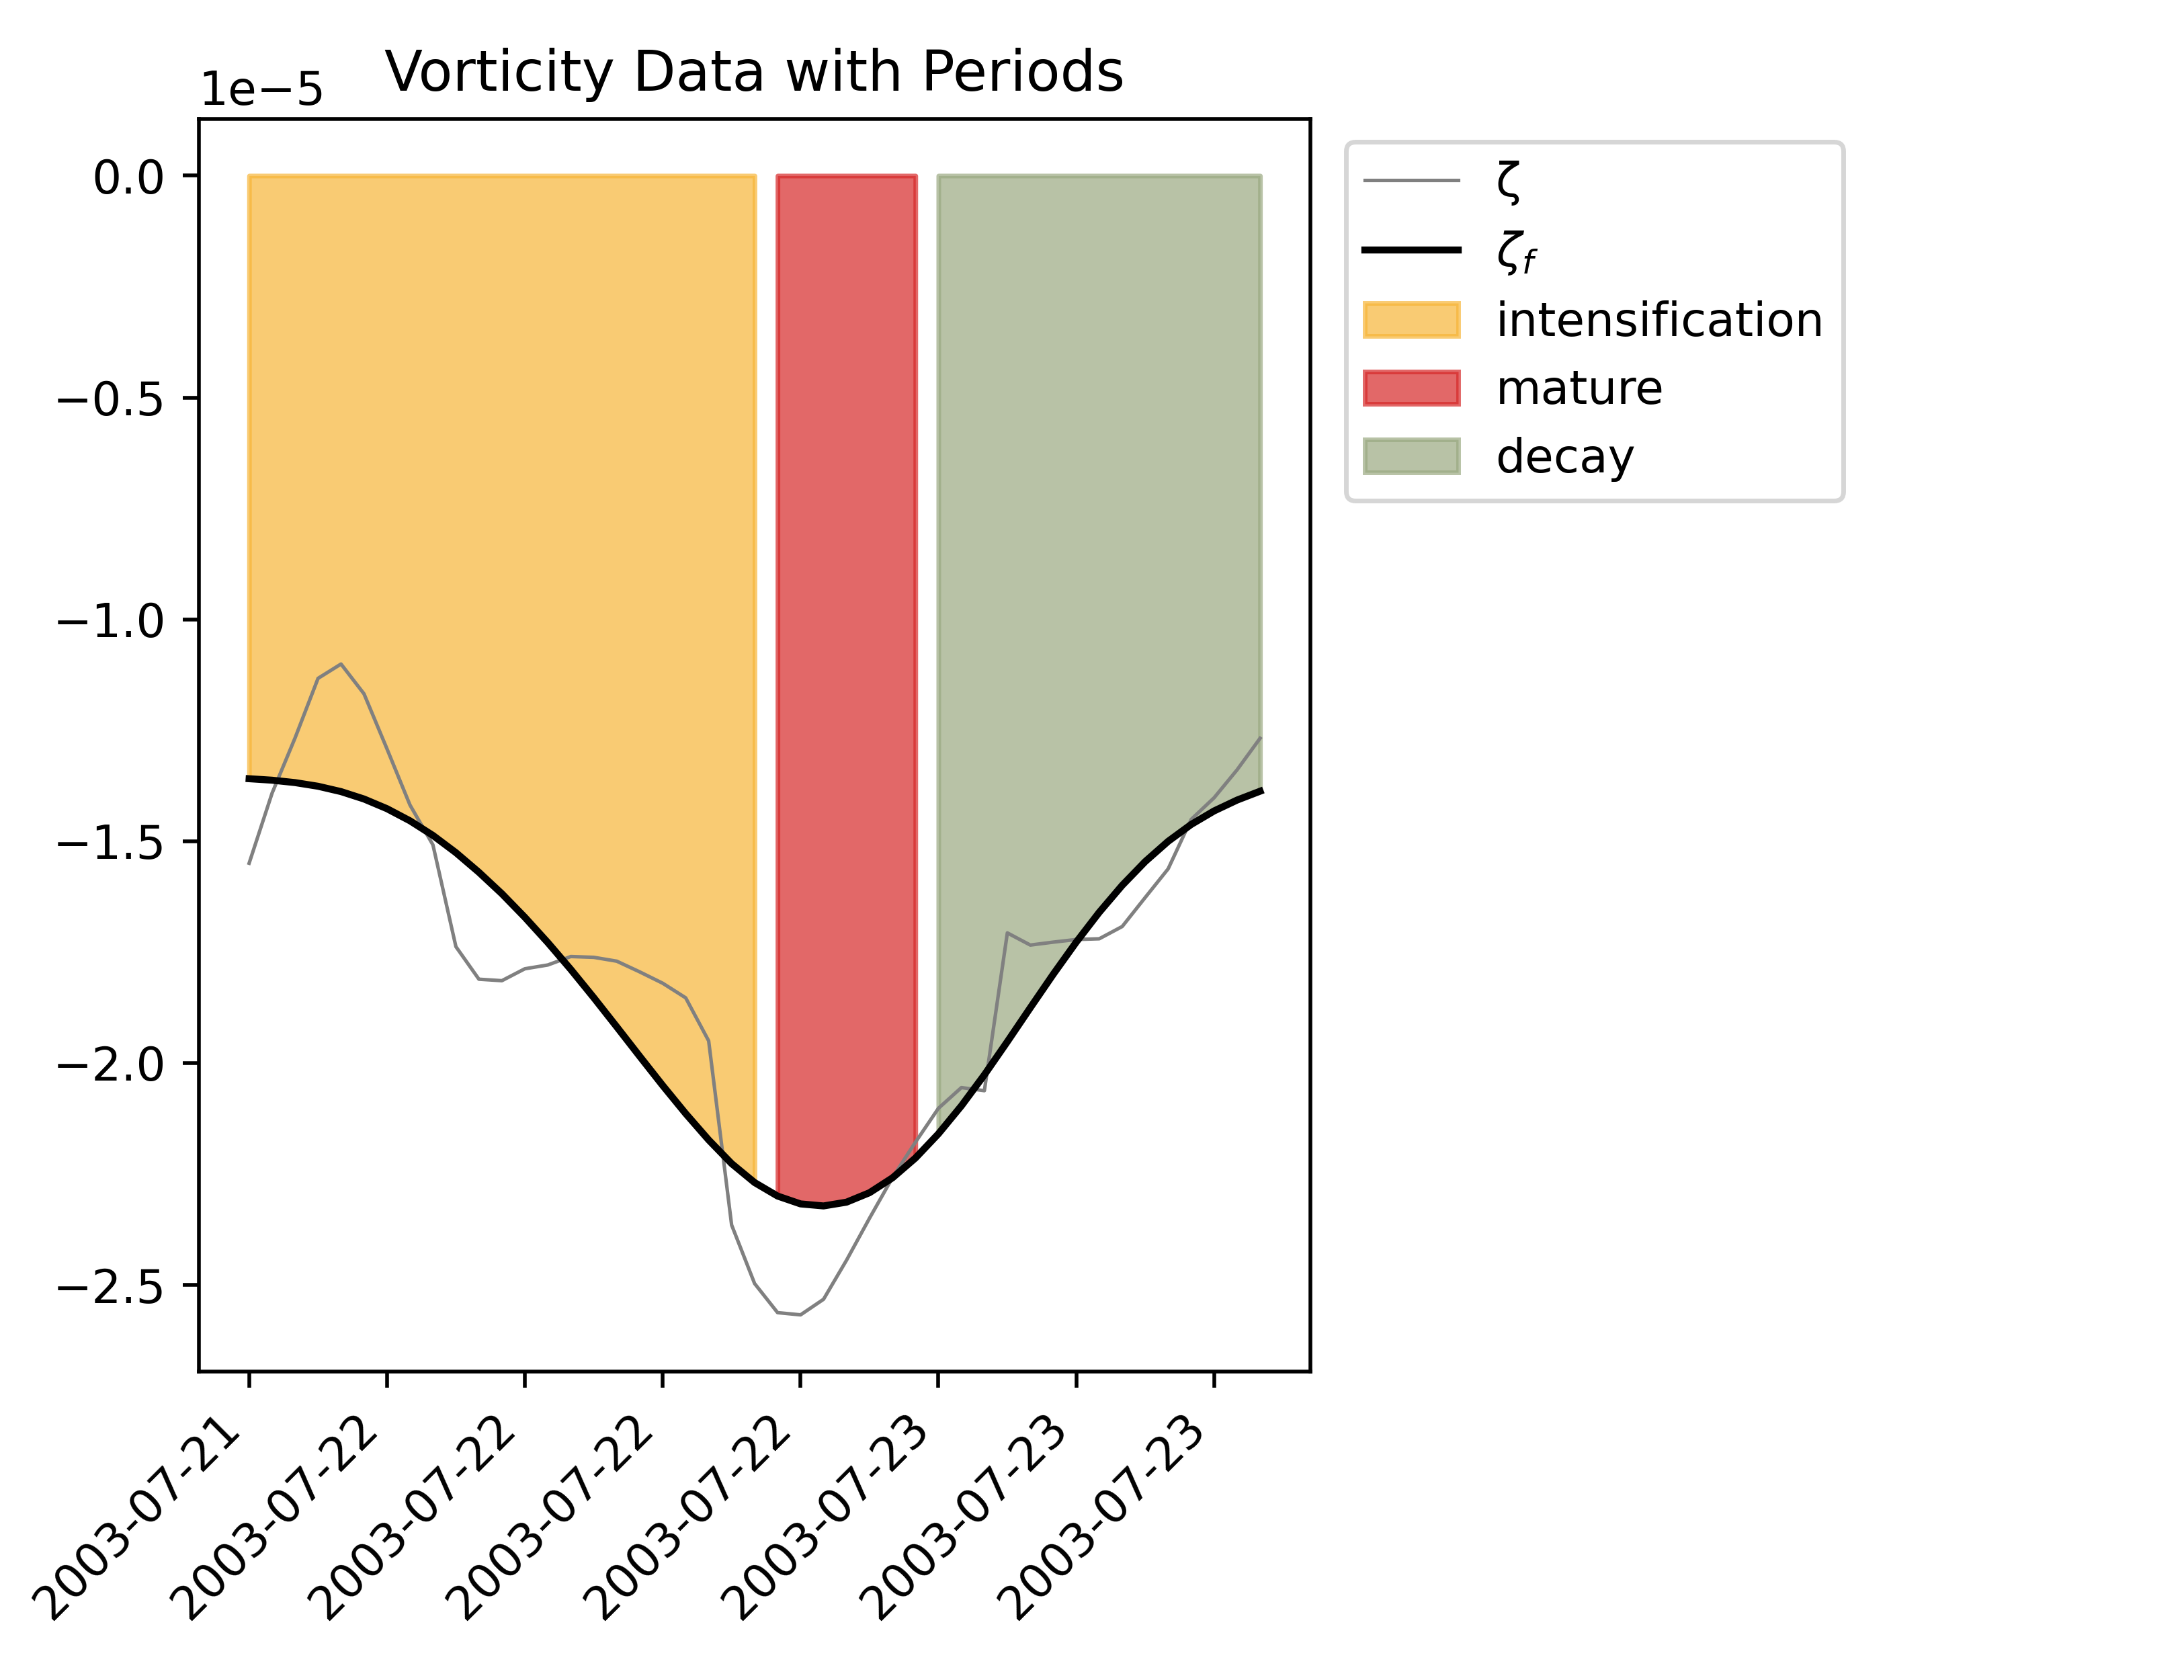 Vorticity Data with Periods
1e−5
0.0
−0.5
−1.0
−1.5
−2.0
−2.5
2003-07-21
2003-07-22
2003-07-22
2003-07-22
2003-07-22
2003-07-23
2003-07-23
2003-07-23
ζ
ζf
intensification
mature
decay